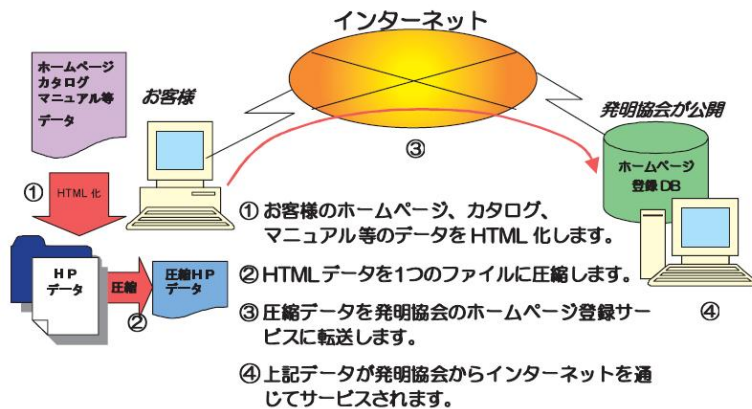 インターネット
ホームページ
カタログ
マニュアル等
データ
お客様
発明協会が公開
③
ホームページ
登録DB
①
HTML 化
HP
データ
圧縮
②
圧縮HP
データ
④
① お客様のホームページ、カタログ、
マニュアル等のデータをHTML化します。
② HTMLデータを1つのファイルに圧縮します。
③ 圧縮データを発明協会のホームページ登録サー
ビスに転送します。
④ 上記データが発明協会からインターネットを通
じてサービスされます。